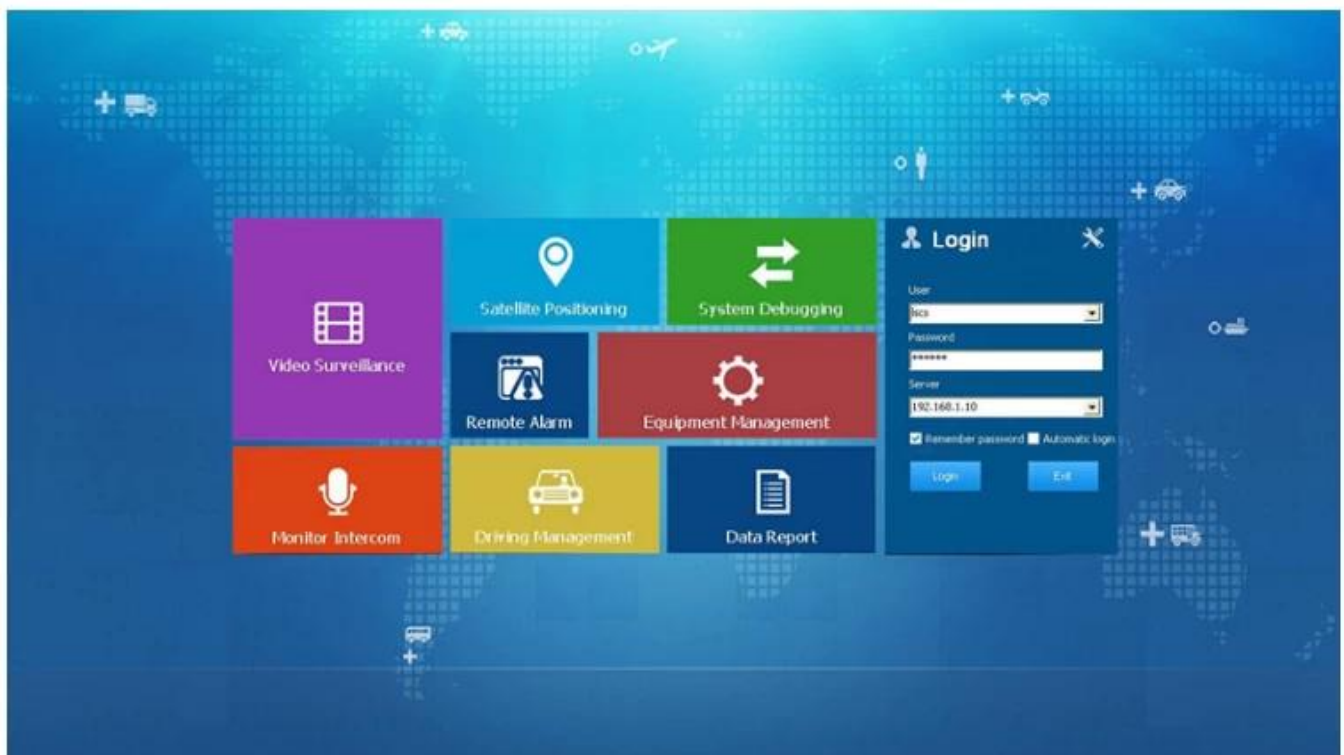 Video Surveillance
Satellite Positioning
System Debugging
Remote Alarm
Equipment Management
Monitor Intercom
Driving Management
Data Report
Login
User
Password
******
Server
192.168.1.10
Remember password
Automatic login
Login
Exit